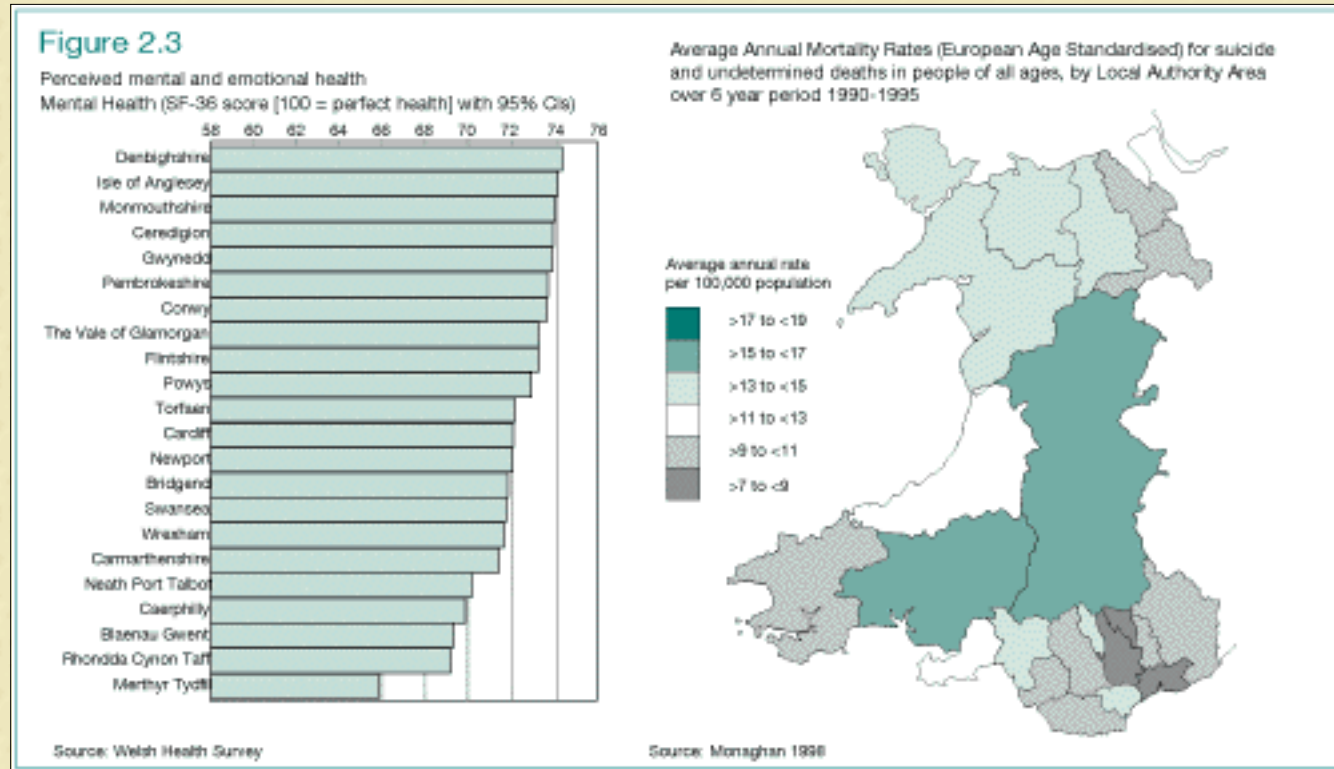 Figure 2.3
Perceived mental and emotional health
Mental Health (SF-36 score [100 = perfect health] with 95% CIs)
58 60 62 64 66 68 70 72 74 76
Denbighshire
Isle of Anglesey
Monmouthshire
Ceredigion
Gwynedd
Pembrokeshire
Conwy
The Vale of Glamorgan
Flintshire
Powys
Torfaen
Cardiff
Newport
Bridgend
Swansea
Wrexham
Carmarthenshire
Neath Port Talbot
Caerphilly
Blaenau Gwent
Rhondda Cynon Taff
Merthyr Tydfil
Source: Welsh Health Survey
Average Annual Mortality Rates (European Age Standardised) for suicide
and undetermined deaths in people of all ages, by Local Authority Area
over 6 year period 1990-1995
Average annual rate
per 100,000 population
>17 to <19
>15 to <17
>13 to <15
>11 to <13
>9 to <11
>7 to <9
Source: Monaghan 1998